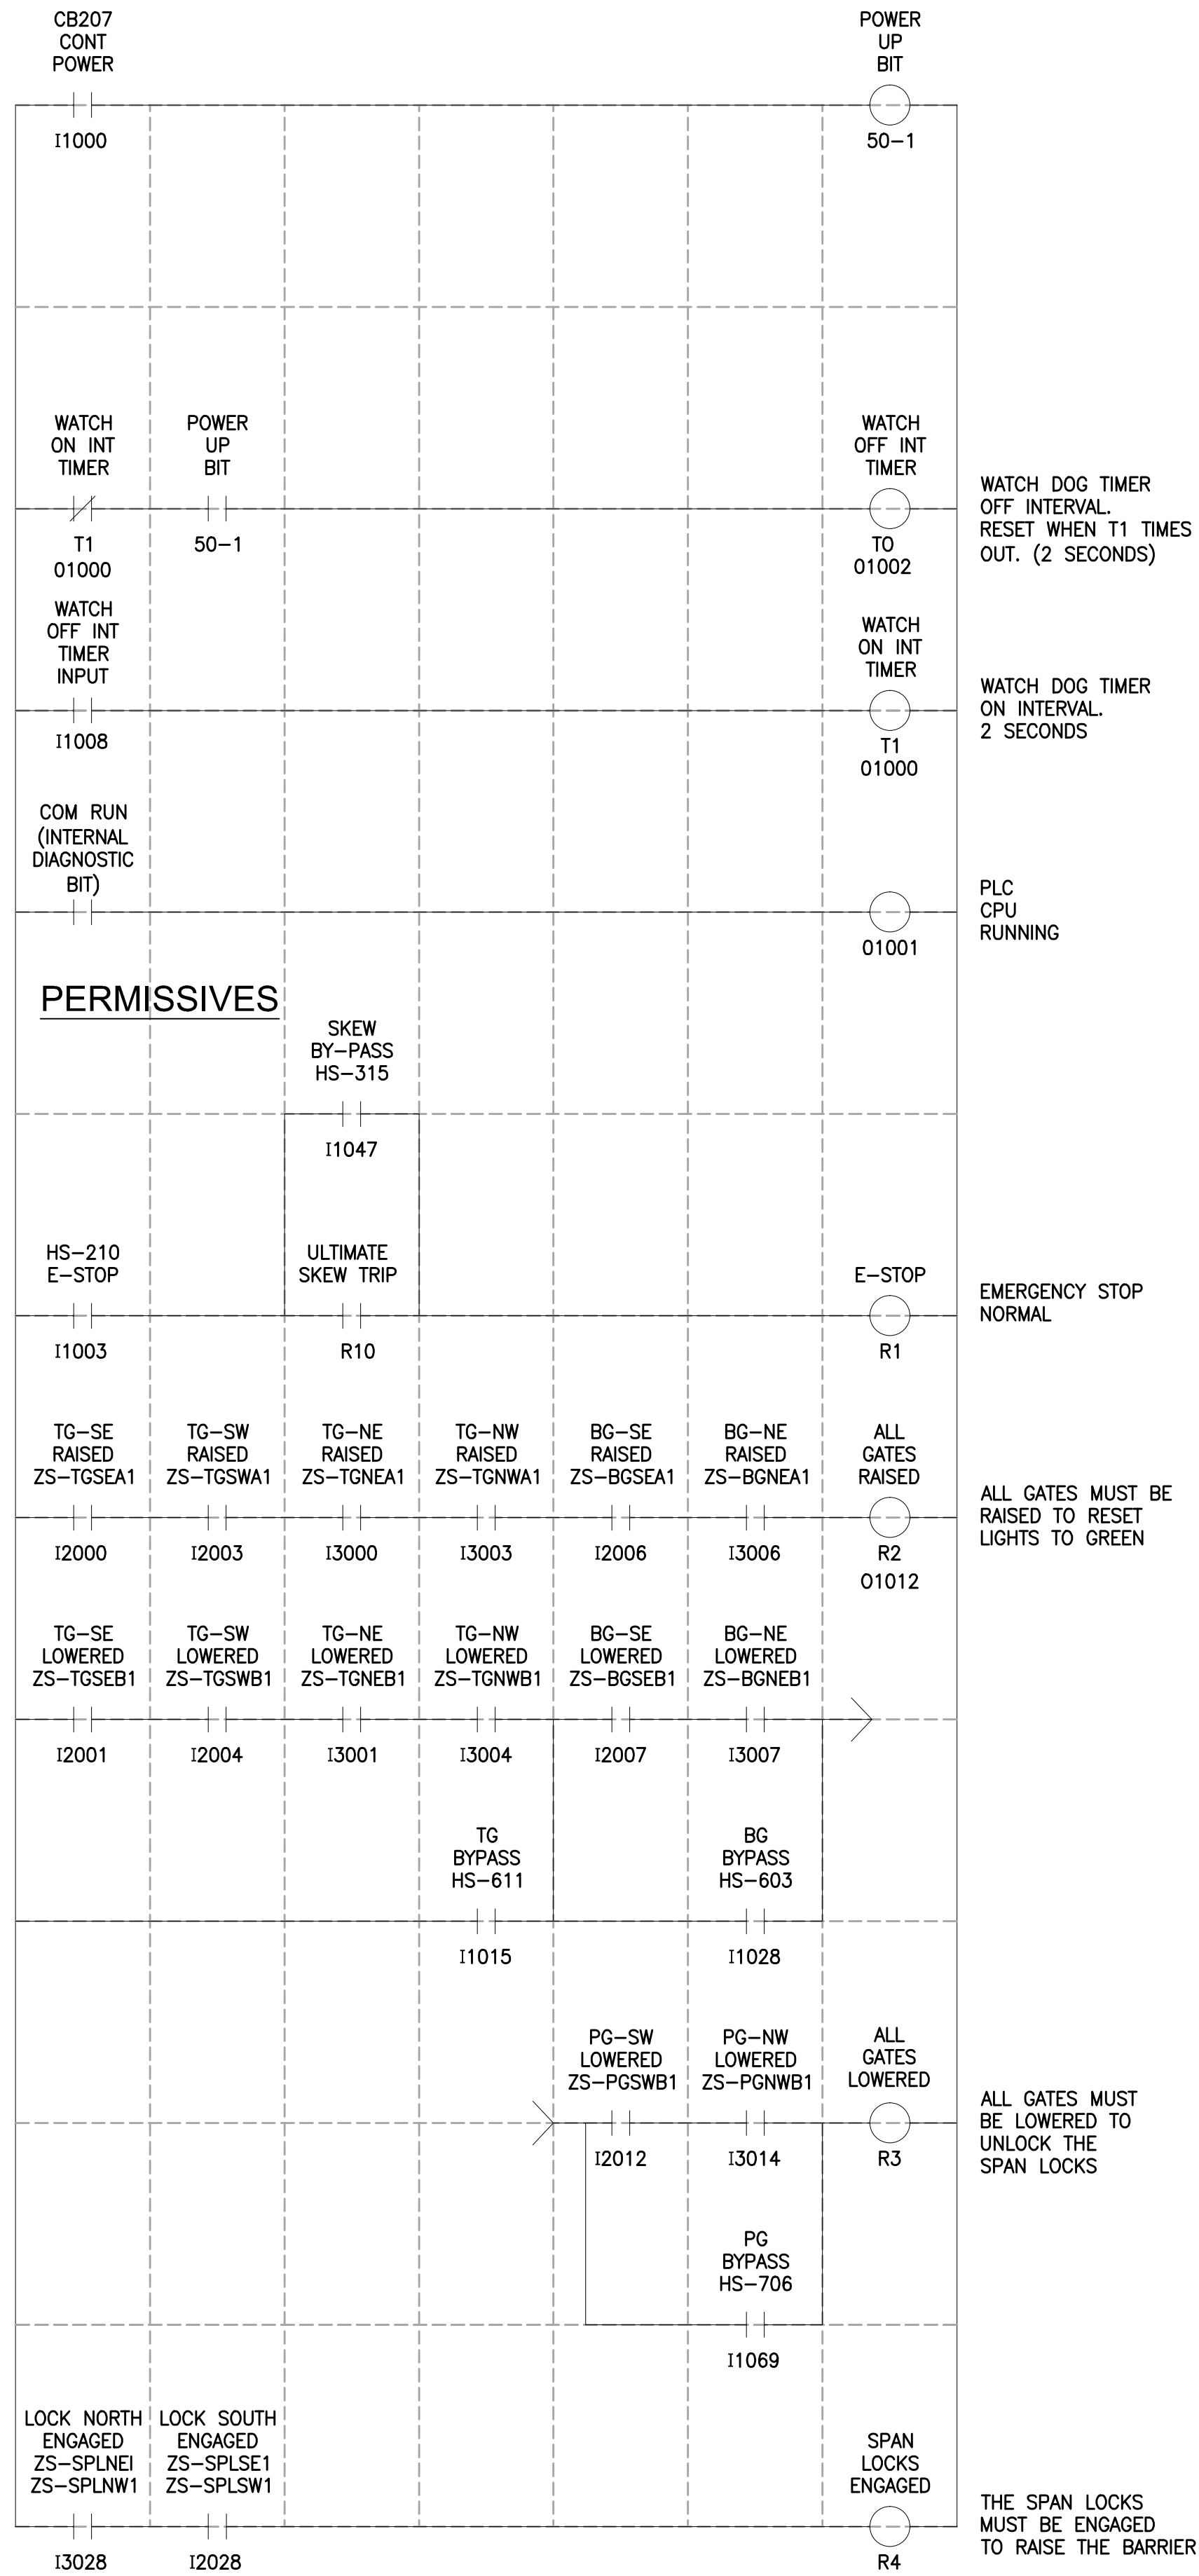 CB207
CONT
POWER
I1000
POWER
UP
BIT
50-1
WATCH
ON INT
TIMER
T1
01000
POWER
UP
BIT
50-1
WATCH
OFF INT
TIMER
T0
01002
WATCH DOG TIMER
OFF INTERVAL.
RESET WHEN T1 TIMES
OUT. (2 SECONDS)
WATCH
OFF INT
TIMER
INPUT
I1008
WATCH
ON INT
TIMER
T1
01000
WATCH DOG TIMER
ON INTERVAL.
2 SECONDS
COM RUN
(INTERNAL
DIAGNOSTIC
BIT)
01001
PLC
CPU
RUNNING
PERMISSIVES
SKEW
BY-PASS
HS-315
I1047
HS-210
E-STOP
I1003
ULTIMATE
SKEW TRIP
R10
E-STOP
R1
EMERGENCY STOP
NORMAL
TG-SE
RAISED
ZS-TGSEA1
I2000
TG-SW
RAISED
ZS-TGSWA1
I2003
TG-NE
RAISED
ZS-TGNEA1
I3000
TG-NW
RAISED
ZS-TGNWA1
I3003
BG-SE
RAISED
ZS-BGSEA1
I2006
BG-NE
RAISED
ZS-BGNEA1
I3006
ALL
GATES
RAISED
R2
O1012
ALL GATES MUST BE
RAISED TO RESET
LIGHTS TO GREEN
TG-SE
LOWERED
ZS-TGSEB1
I2001
TG-SW
LOWERED
ZS-TGSWB1
I2004
TG-NE
LOWERED
ZS-TGNEB1
I3001
TG-NW
LOWERED
ZS-TGNWB1
I3004
BG-SE
LOWERED
ZS-BGSEB1
I2007
BG-NE
LOWERED
ZS-BGNEB1
I3007
TG
BYPASS
HS-611
I1015
BG
BYPASS
HS-603
I1028
PG-SW
LOWERED
ZS-PGSWB1
I2012
PG-NW
LOWERED
ZS-PGNWB1
I3014
ALL
GATES
LOWERED
R3
ALL GATES MUST
BE LOWERED TO
UNLOCK THE
SPAN LOCKS
PG
BYPASS
HS-706
I1069
LOCK NORTH
ENGAGED
ZS-SPLNEI
ZS-SPLNW1
I3028
LOCK SOUTH
ENGAGED
ZS-SPLSE1
ZS-SPLSW1
I2028
SPAN
LOCKS
ENGAGED
R4
THE SPAN LOCKS
MUST BE ENGAGED
TO RAISE THE BARRIER